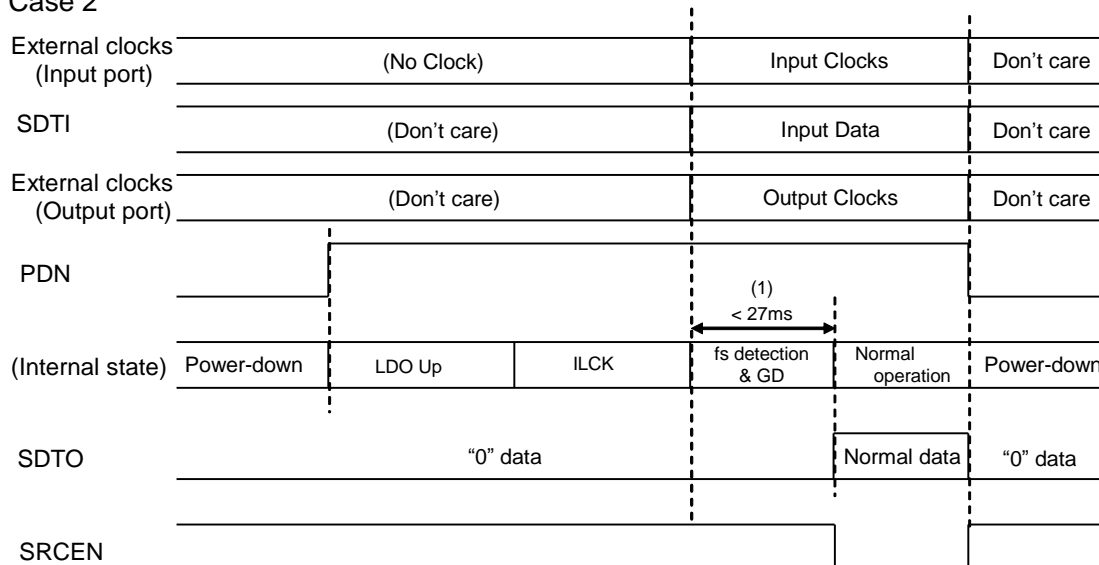 Case 2
External clocks
(Input port)
(No Clock)
Input Clocks
Don't care
SDTI
(Don't care)
Input Data
Don't care
External clocks
(Output port)
(Don't care)
Output Clocks
Don't care
PDN
(1)
< 27ms
(Internal state)
Power-down
LDO Up
ILCK
fs detection
& GD
Normal
operation
Power-down
SDTO
“0” data
Normal data
“0” data
SRCEN